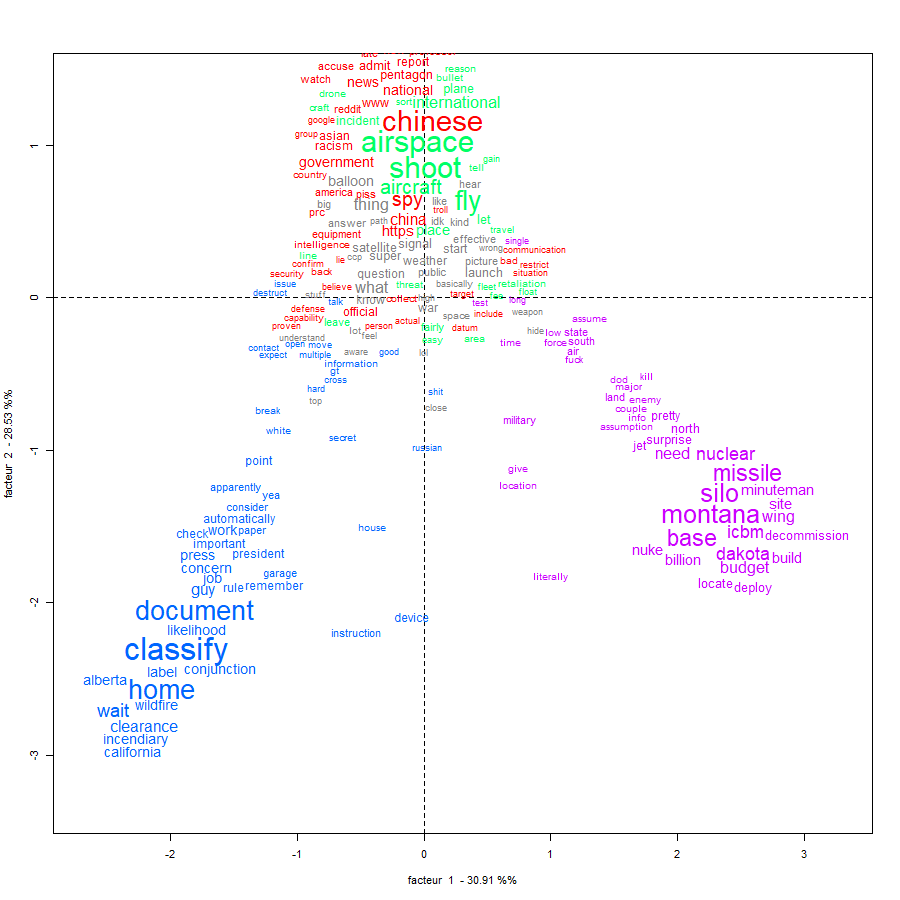 accuse admit report
watch news pentagon reason
bullet
national plane
drone
www sort international
craft reddit
google incident chinese
group asian
racism airspace
government gain
country shoot tell
balloon
america piss aircraft hear
big thing spy like fly
prc troll
answer path china idk kind let
equipment https place travel
intelligence satellite signal effective single
line cop super start wrong communication
confirm lie weather picture bad restrict
security back question public launch situation
issue believe what threat basically fleet retaliation
destruct stuff target float
talk know collect high test long
0
1
defense official war space include weapon
capability leave actual
proven person fairly datum hide low state assume
understand lot feel easy area time force south
contact open move
expect multiple aware good lol air
information fuck
gt
cross dod kill
hard shit major
top land enemy
break close couple
info pretty
white military assumption north
secret surprise
russian jet
-1
point need nuclear
give missile
apparently location silo minuteman
yea site
consider montana wing
automatically
check work paper house base icbm decommission
important
press president nuke dakota build
concern billion budget
job garage literally
guy rule remember locate deploy
-2
document device
likelihood instruction
classify
label conjunction
alberta home
wait wildfire
clearance
incendiary
california
-3
-2 -1 0 1 2 3
facteur 1 - 30.91 %%
facteur 2 - 28.53 %%